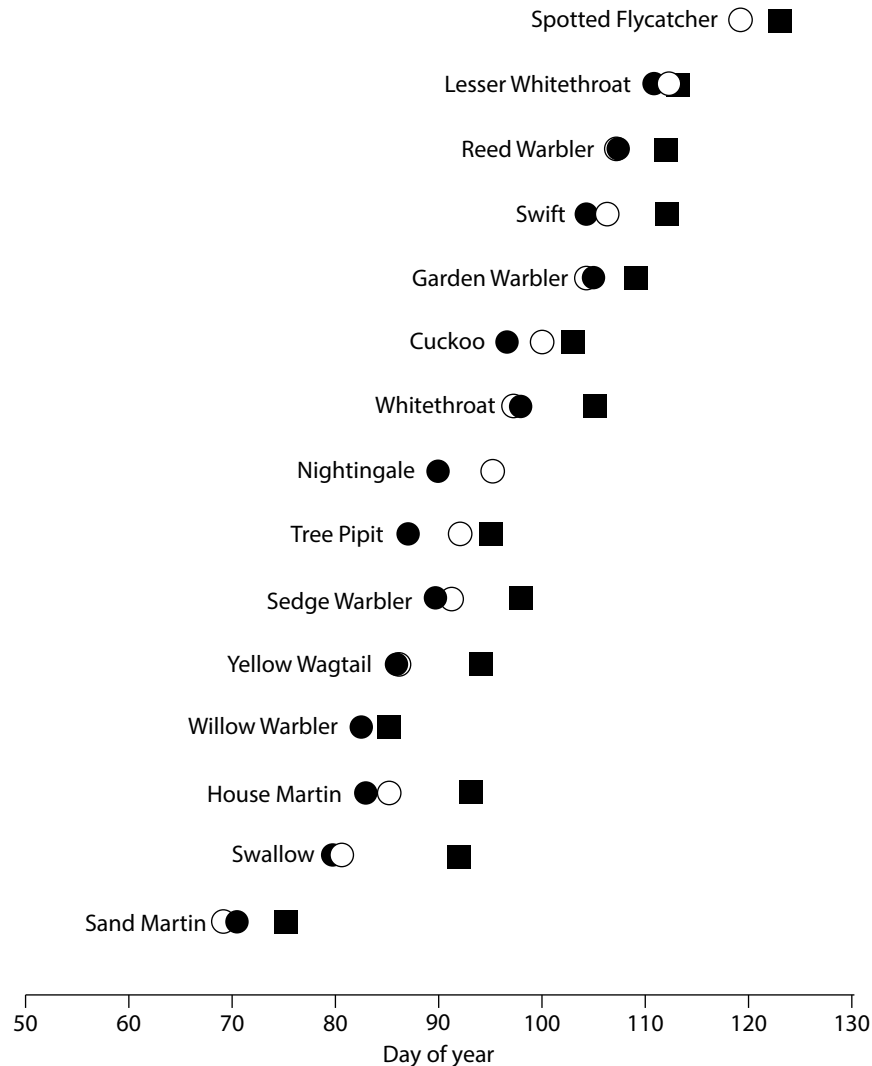 Spotted Flycatcher
Lesser Whitethroat
Reed Warbler
Swift
Garden Warbler
Cuckoo
Whitethroat
Nightingale
Tree Pipit
Sedge Warbler
Yellow Wagtail
Willow Warbler
House Martin
Swallow
Sand Martin
50 60 70 80 90 100 110 120 130
Day of year